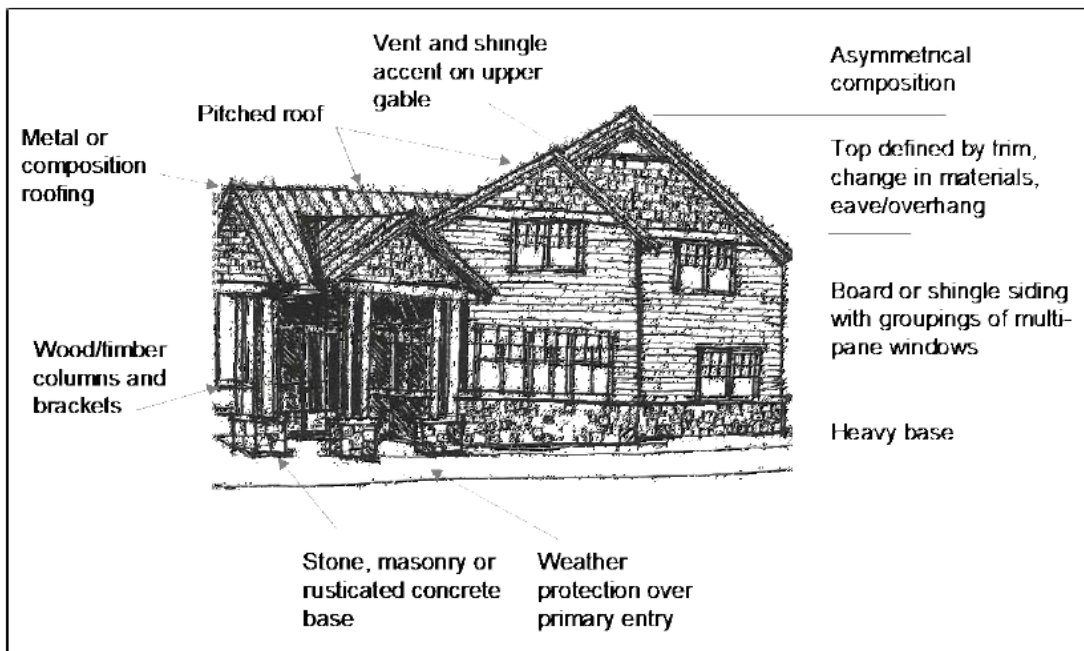 Vent and shingle
accent on upper
gable
Asymmetrical
composition
Pitched roof
Metal or
composition
roofing
Top defined by trim,
change in materials,
eave/overhang
Board or shingle siding
with groupings of multi-
pane windows
Wood/timber
columns and
brackets
Heavy base
Stone, masonry or
rusticated concrete
base
Weather
protection over
primary entry